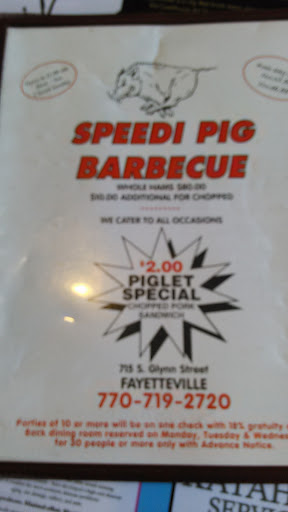 SPEEDI PIG
BARBECUE
WHOLE HAMS $80.00
$10.00 ADDITIONAL FOR CHOPPED
WE CATER TO ALL OCCASIONS
$2.00
PIGLET
SPECIAL
CHOPPED PORK
SANDWICH
715 S. Glynn Street
FAYETTEVILLE
770-719-2720
Parties of 10 or more will be on one check with 18% gratuity
Back dining room reserved on Monday, Tuesday & Wednes
for 30 people or more only with Advance Notice.